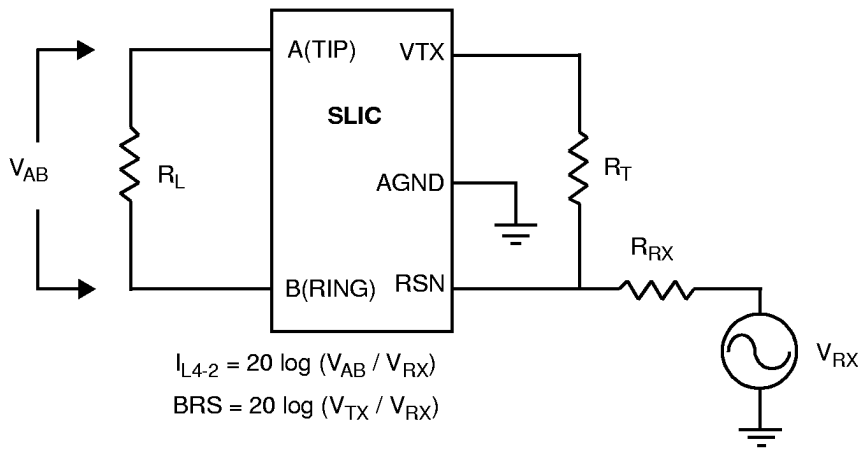 A(TIP)
VTX
SLIC
V_AB
R_L
AGND
R_T
R_RX
B(RING)
RSN
V_RX
I_L4-2 = 20 log (V_AB / V_RX)
BRS = 20 log (V_TX / V_RX)